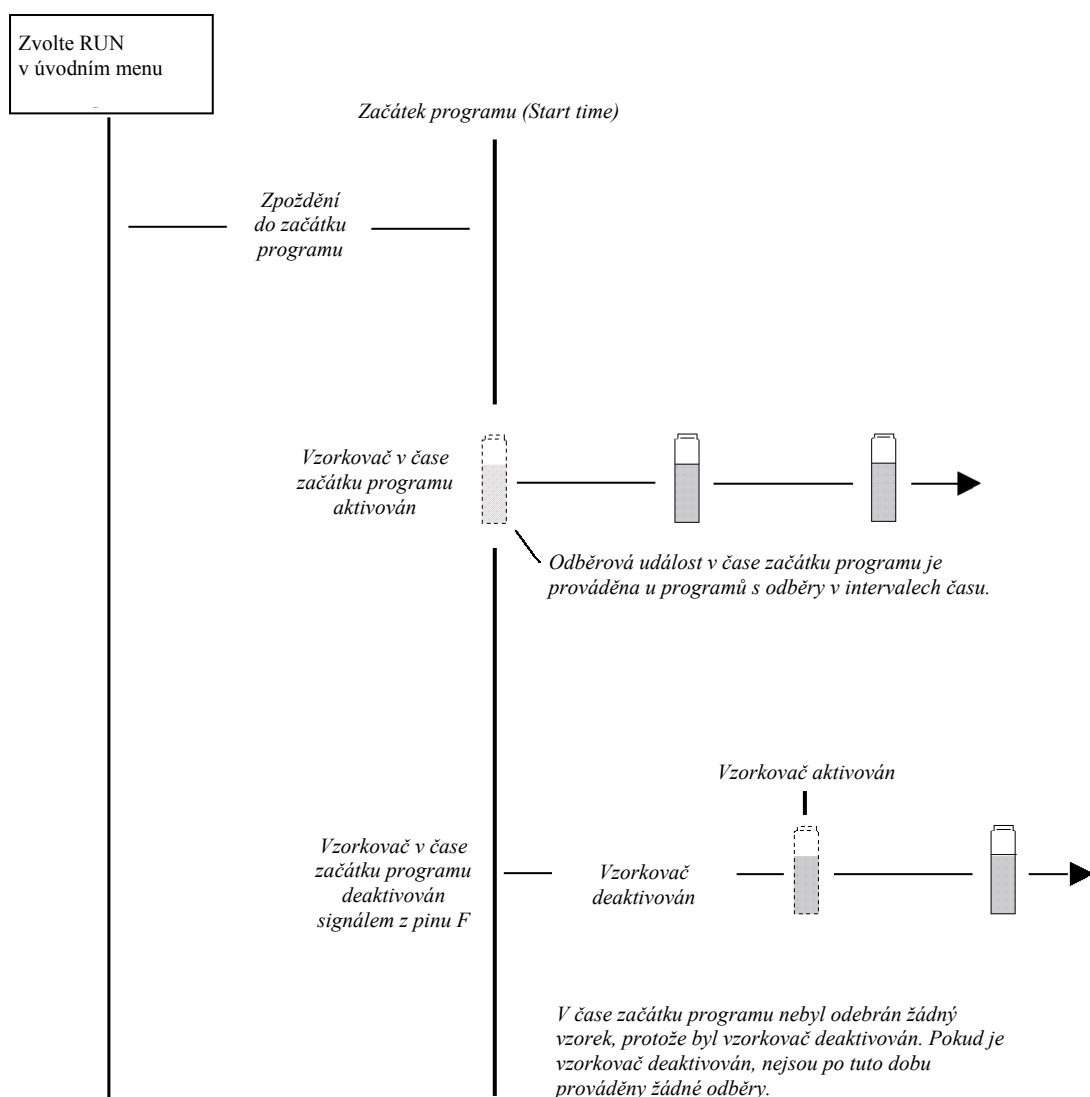 Zvolte RUN
v úvodním menu
Začátek programu (Start time)
Zpoždění
do začátku
programu
Vzorkovač v čase
začátku programu
aktivován
Odběrová událost v čase začátku programu je
prováděna u programů s odběry v intervalech času.
Vzorkovač aktivován
Vzorkovač v čase
začátku programu
deaktivován
signálem z pinu F
Vzorkovač
deaktivován
V čase začátku programu nebyl odebrán žádný
vzorek, protože byl vzorkovač deaktivován. Pokud je
vzorkovač deaktivován, nejsou po tuto dobu
prováděny žádné odběry.